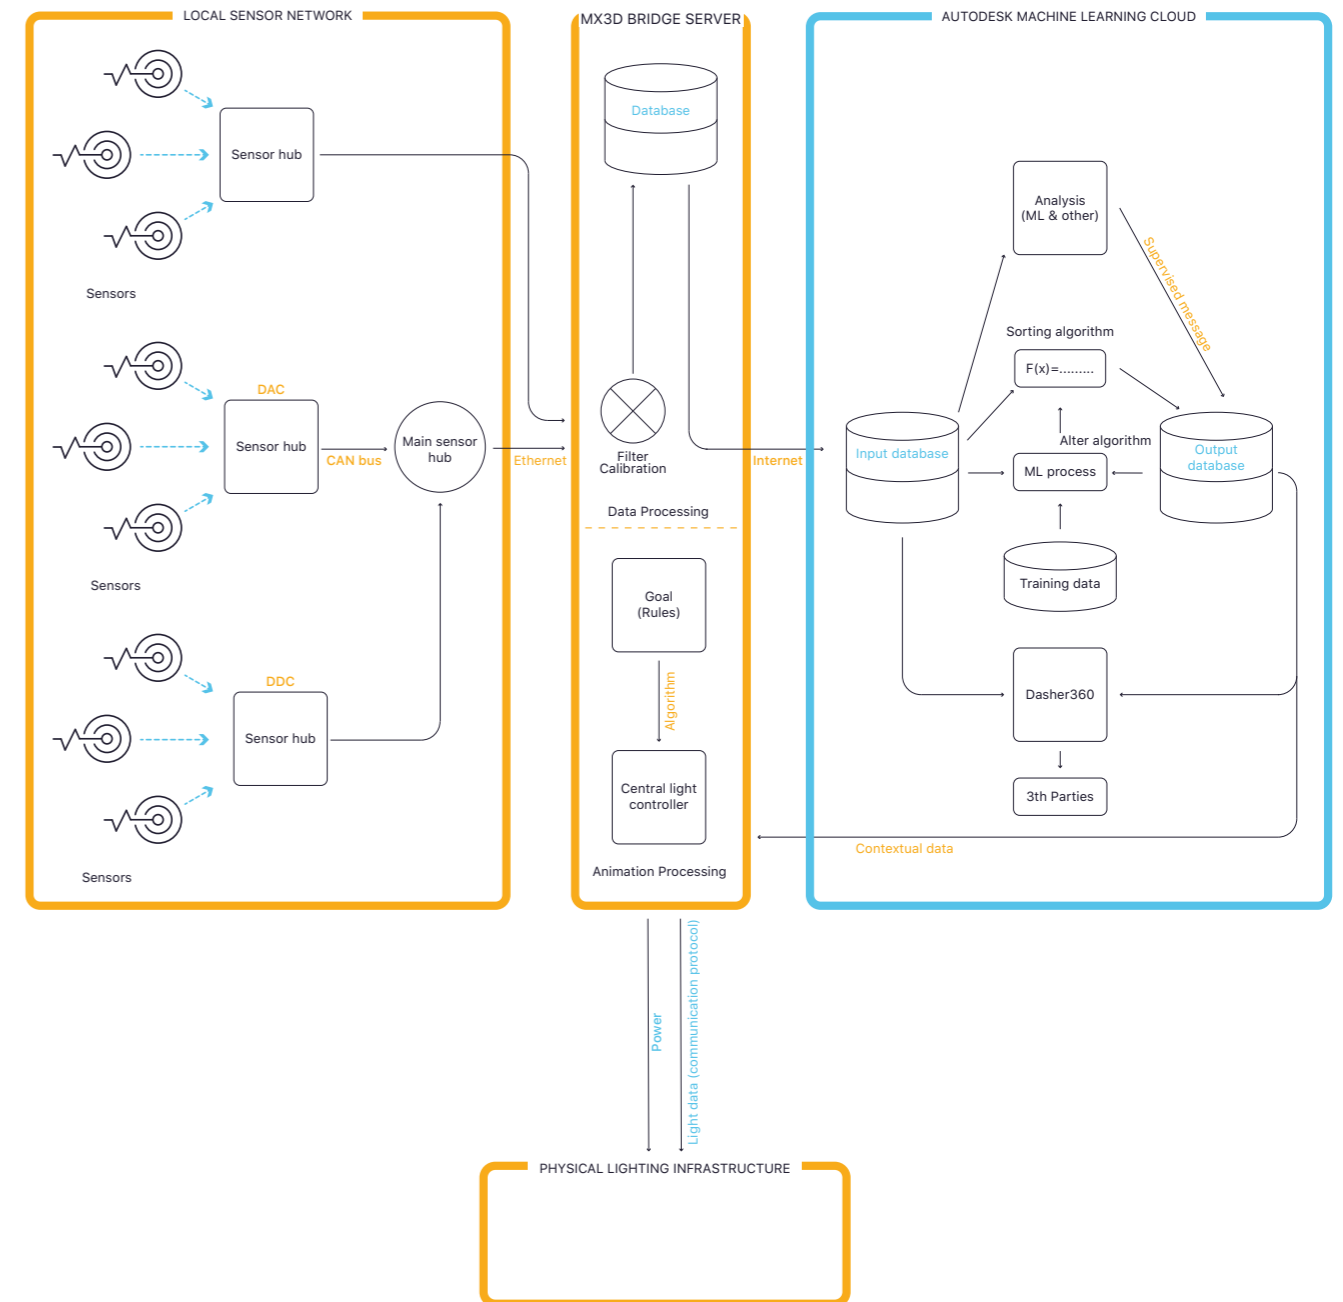 LOCAL SENSOR NETWORK
Sensor hub
Sensors
DAC
Sensor hub
CAN bus
Main sensor
hub
Ethernet
Sensors
DDC
Sensor hub
Sensors
MX3D BRIDGE SERVER
Database
Filter
Calibration
Data Processing
Goal
(Rules)
Algorithm
Central light
controller
Animation Processing
Internet
AUTODESK MACHINE LEARNING CLOUD
Analysis
(ML & other)
Supervised message
Sorting algorithm
F(x)=.........
Alter algorithm
Input database
ML process
Output
database
Training data
Dasher360
3th Parties
Contextual data
Power
Light data (communication protocol)
PHYSICAL LIGHTING INFRASTRUCTURE